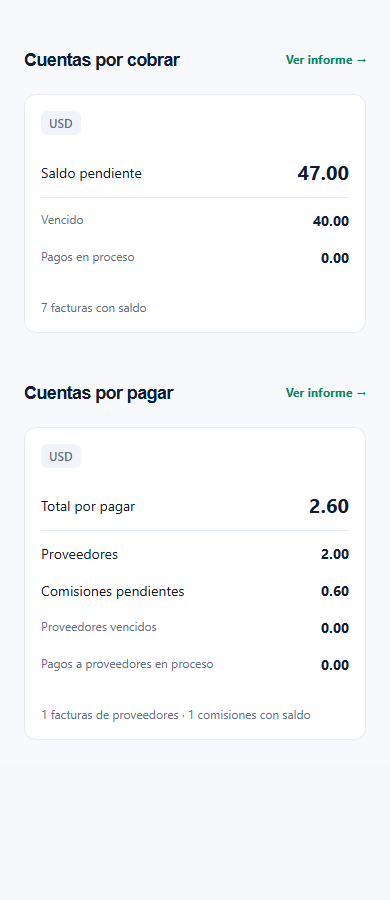 Cuentas por cobrar Ver informe →
USD
Saldo pendiente 47.00
Vencido 40.00
Pagos en proceso 0.00
7 facturas con saldo
Cuentas por pagar Ver informe →
USD
Total por pagar 2.60
Proveedores 2.00
Comisiones pendientes 0.60
Proveedores vencidos 0.00
Pagos a proveedores en proceso 0.00
1 facturas de proveedores · 1 comisiones con saldo